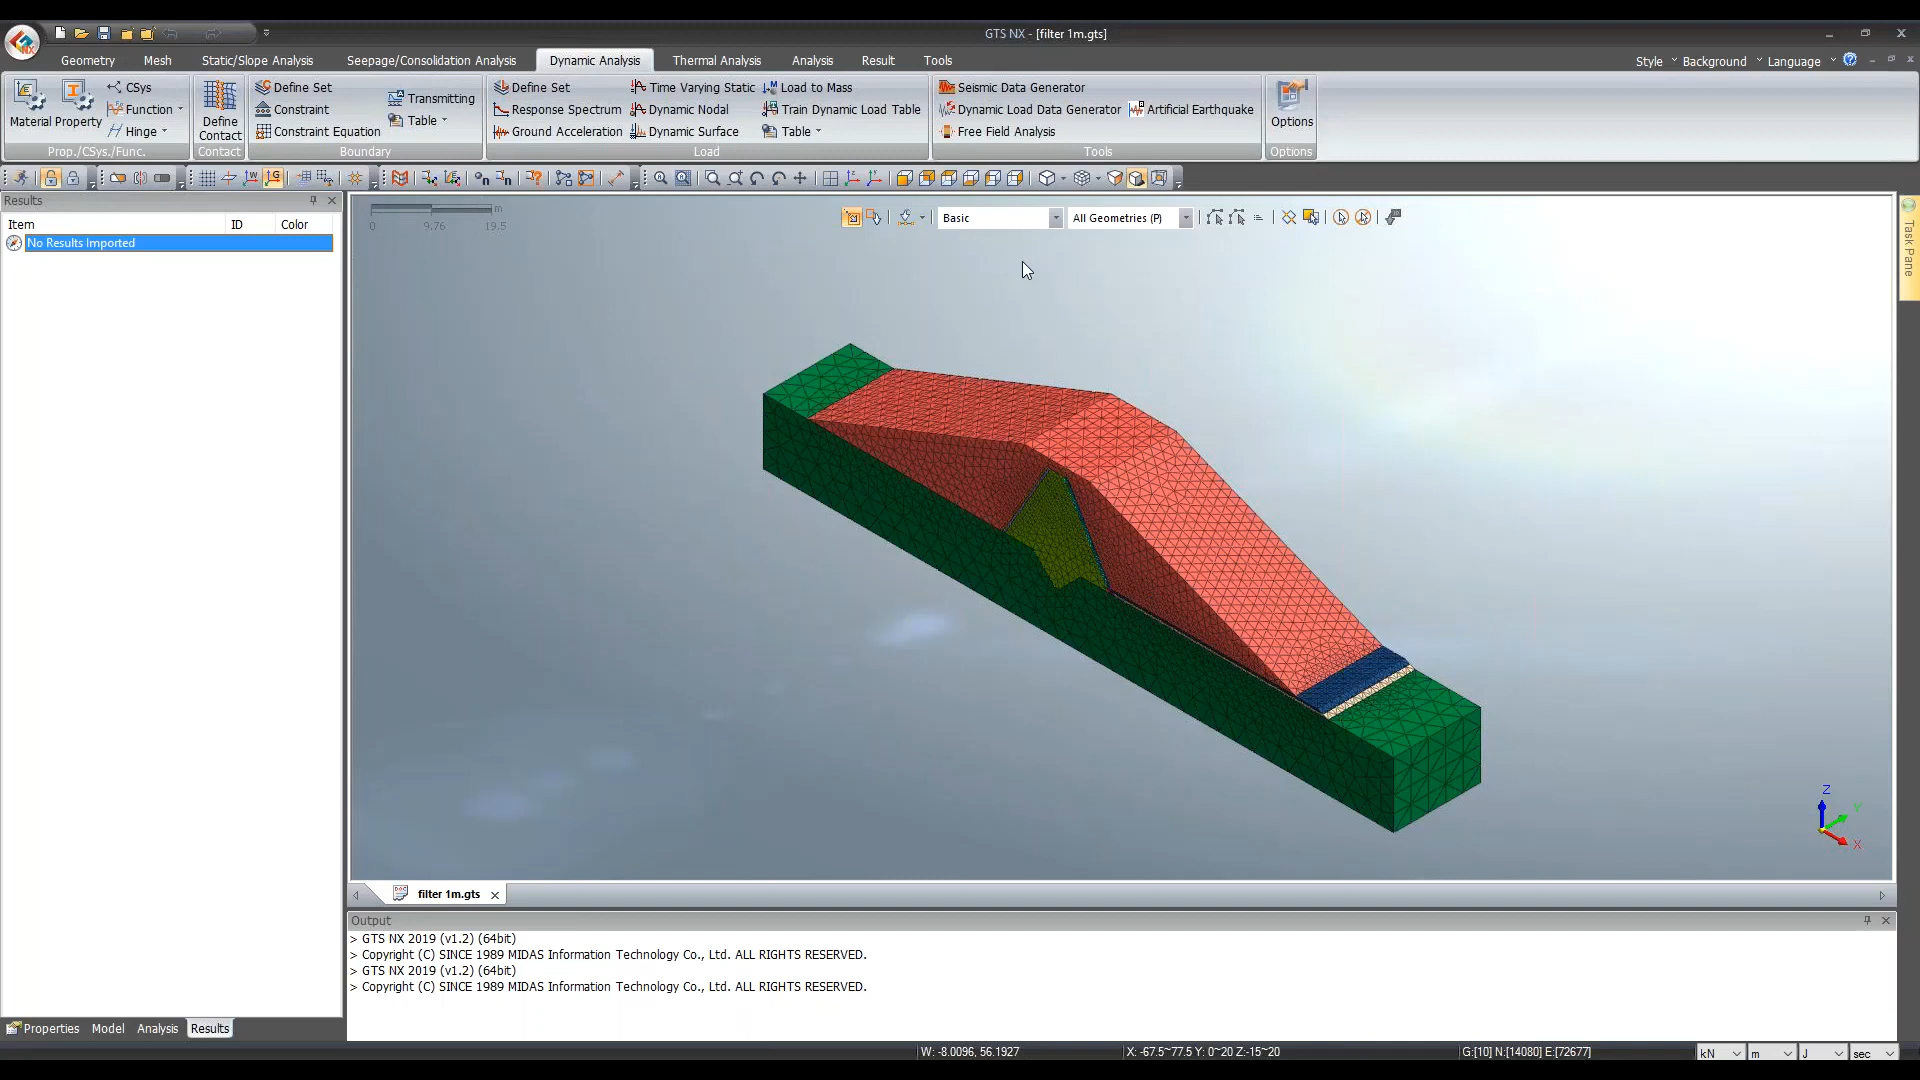 GTS NX - [filter 1m.gts]
Geometry Mesh Static/Slope Analysis Seepage/Consolidation Analysis Dynamic Analysis Thermal Analysis Analysis Result Tools
Style Background Language
Material Property
CSys
Function
Hinge
Prop./CSys./Func.
Define Contact
Contact
Define Set
Constraint
Constraint Equation
Transmitting
Table
Boundary
Define Set
Response Spectrum
Ground Acceleration
Time Varying Static
Dynamic Nodal
Dynamic Surface
Load to Mass
Train Dynamic Load Table
Table
Load
Seismic Data Generator
Dynamic Load Data Generator
Free Field Analysis
Artificial Earthquake
Tools
Options
Options
Results
Item ID Color
No Results Imported
0 9.76 19.5 m
Basic All Geometries (P)
Task Pane
Z
Y
X
filter 1m.gts
Output
> GTS NX 2019 (v1.2) (64bit)
> Copyright (C) SINCE 1989 MIDAS Information Technology Co., Ltd. ALL RIGHTS RESERVED.
> GTS NX 2019 (v1.2) (64bit)
> Copyright (C) SINCE 1989 MIDAS Information Technology Co., Ltd. ALL RIGHTS RESERVED.
Properties Model Analysis Results
W: -8.0096, 56.1927 X: -67.5~77.5 Y: 0~20 Z:-15~20 G:[10] N:[14080] E:[72677] kN m J sec